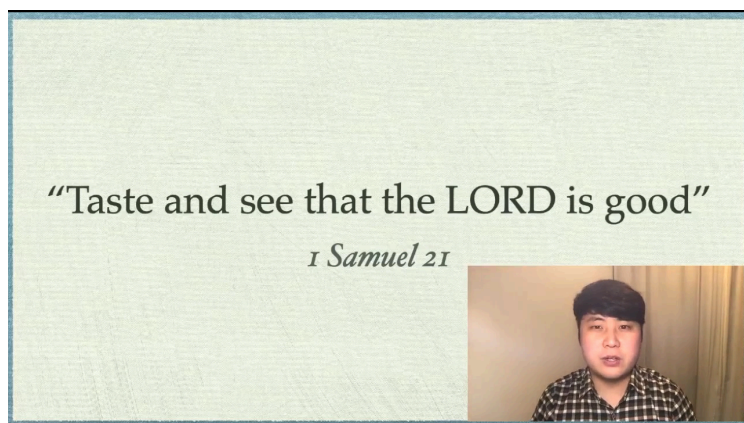 “Taste and see that the LORD is good”
1 Samuel 21